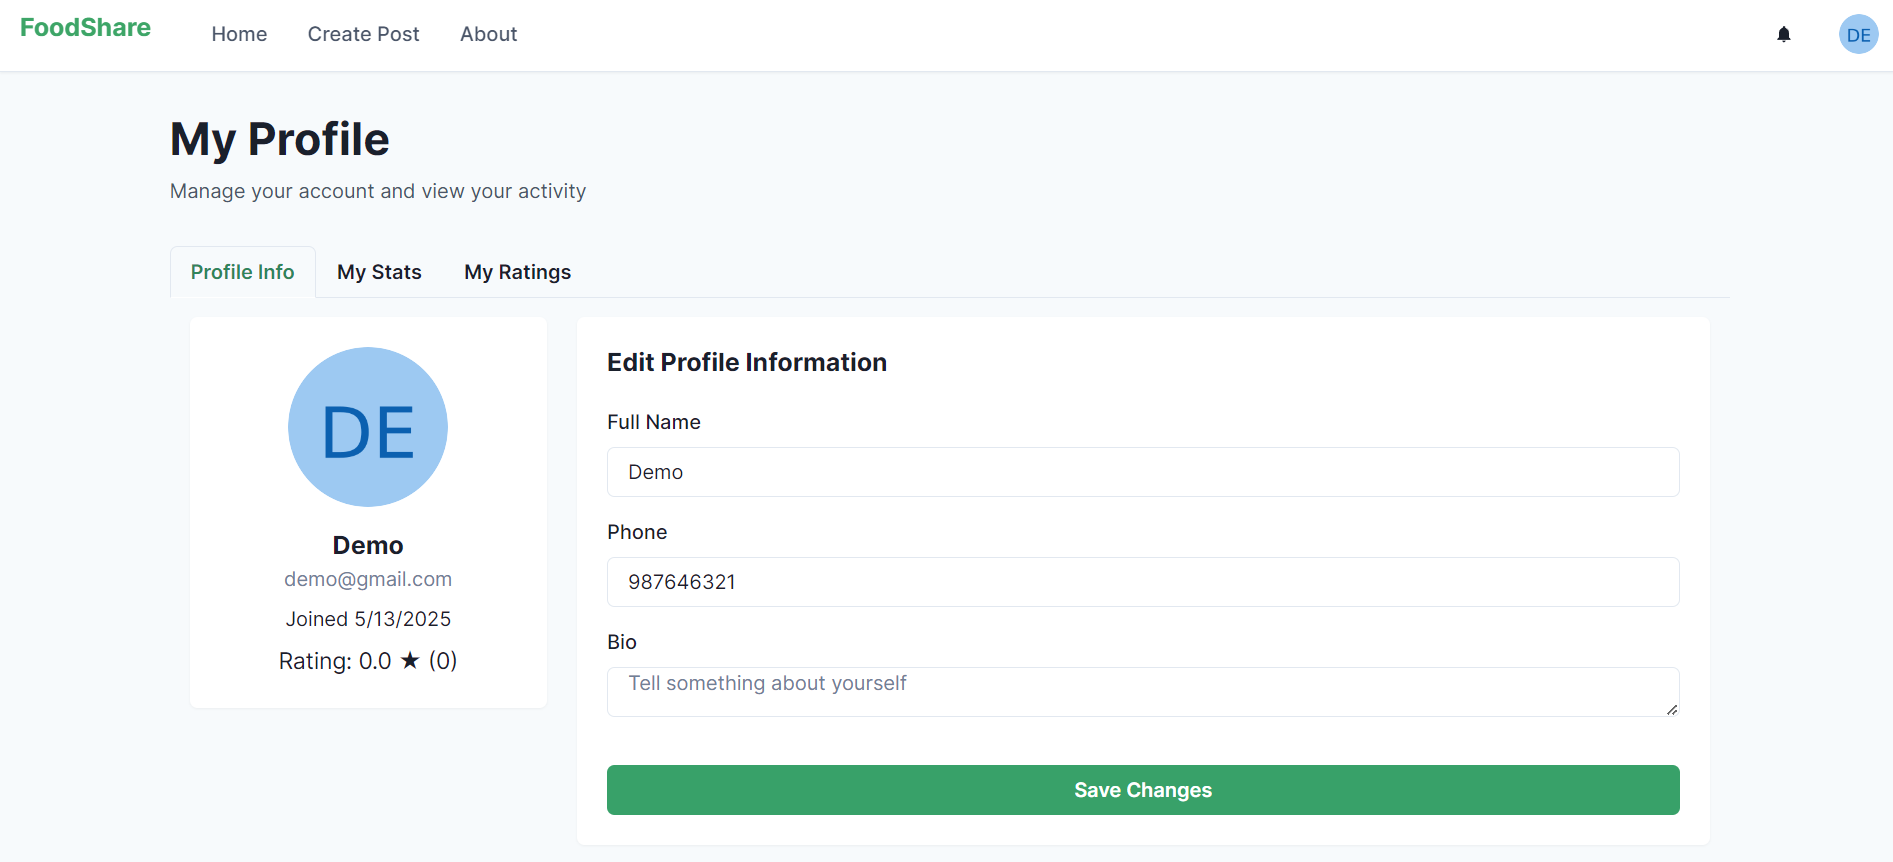 FoodShare
Home
Create Post
About
DE
My Profile
Manage your account and view your activity
Profile Info
My Stats
My Ratings
DE
Demo
demo@gmail.com
Joined 5/13/2025
Rating: 0.0 ★ (0)
Edit Profile Information
Full Name
Demo
Phone
987646321
Bio
Tell something about yourself
Save Changes